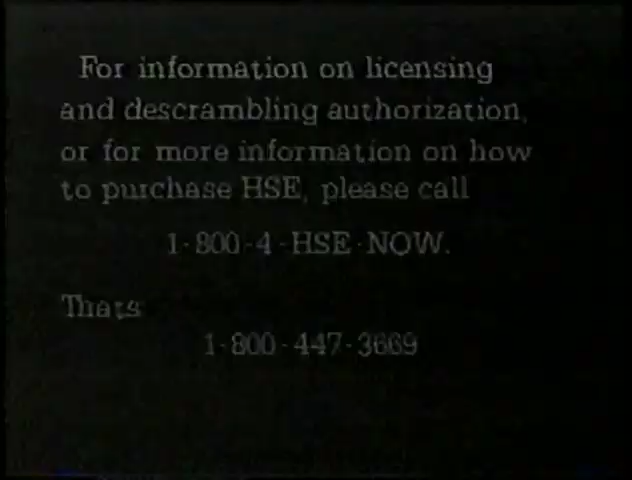 For information on licensing
and descrambling authorization,
or for more information on how
to purchase HSE, please call
1-800-4-HSE-NOW.
Thats
1-800-447-3669